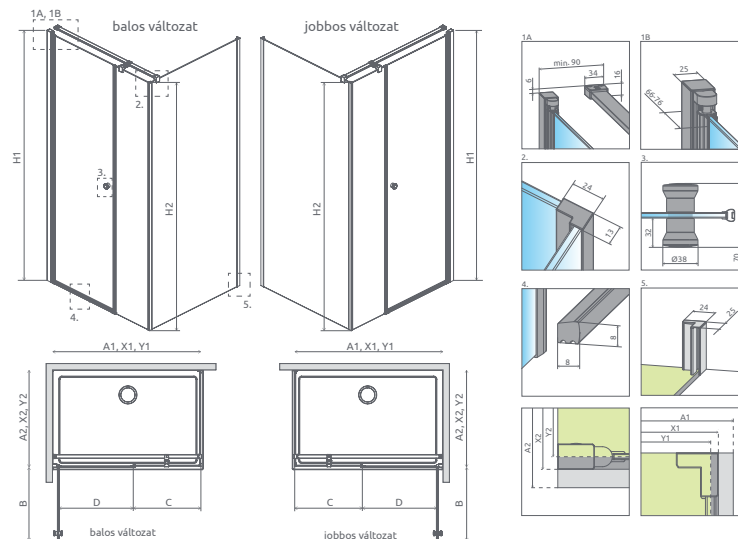 1A, 1B
balos változat
jobbos változat
2.
H1
3.
H2
4.
H2
H1
5.
A1, X1, Y1
A2, X2, Y2
D
C
B
balos változat
A1, X1, Y1
A2, X2, Y2
C
D
B
jobbos változat
1A
min. 90
34
6
16
1B
25
66-76
2.
24
13
3.
32
Ø38
70
4.
8
8
5.
24
25
A2
X2
Y2
A1
X1
Y1